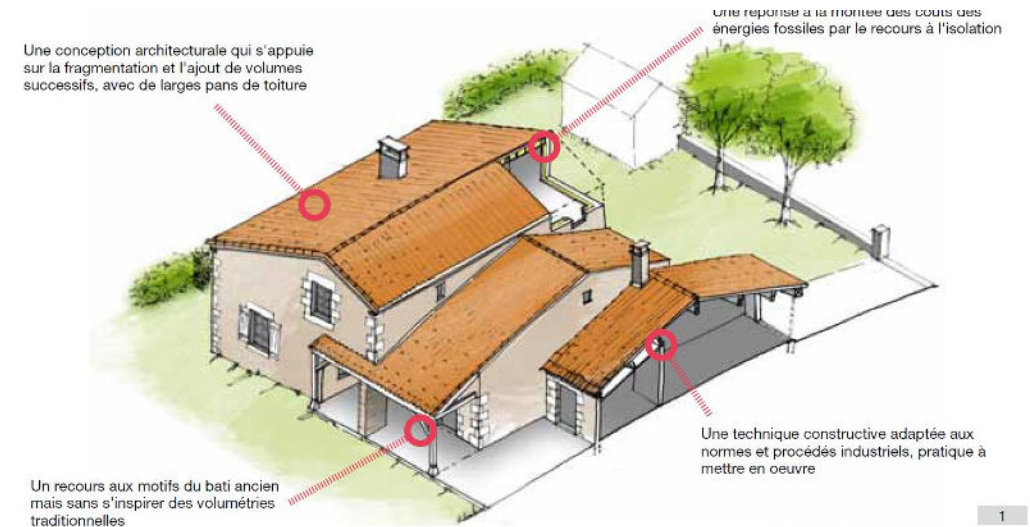 Une réponse à la montée des coûts des
énergies fossiles par le recours à l'isolation
Une conception architecturale qui s'appuie
sur la fragmentation et l'ajout de volumes
successifs, avec de larges pans de toiture
Une technique constructive adaptée aux
normes et procédés industriels, pratique à
mettre en oeuvre
Un recours aux motifs du bati ancien
mais sans s'inspirer des volumétries
traditionnelles
1